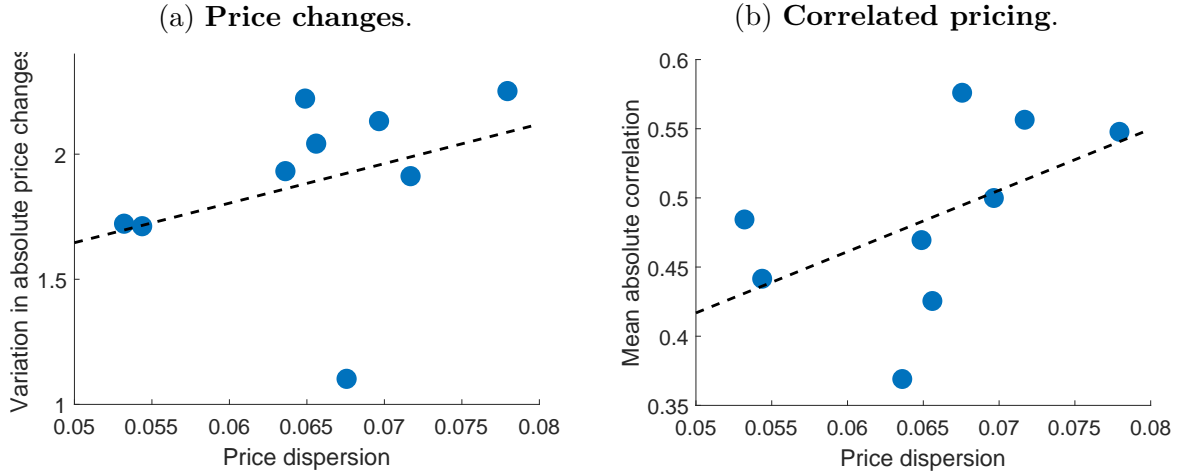 (a) Price changes.
Variation in absolute price changes
2
1.5
1
0.05 0.055 0.06 0.065 0.07 0.075 0.08
Price dispersion
(b) Correlated pricing.
Mean absolute correlation
0.6
0.55
0.5
0.45
0.4
0.35
0.05 0.055 0.06 0.065 0.07 0.075 0.08
Price dispersion